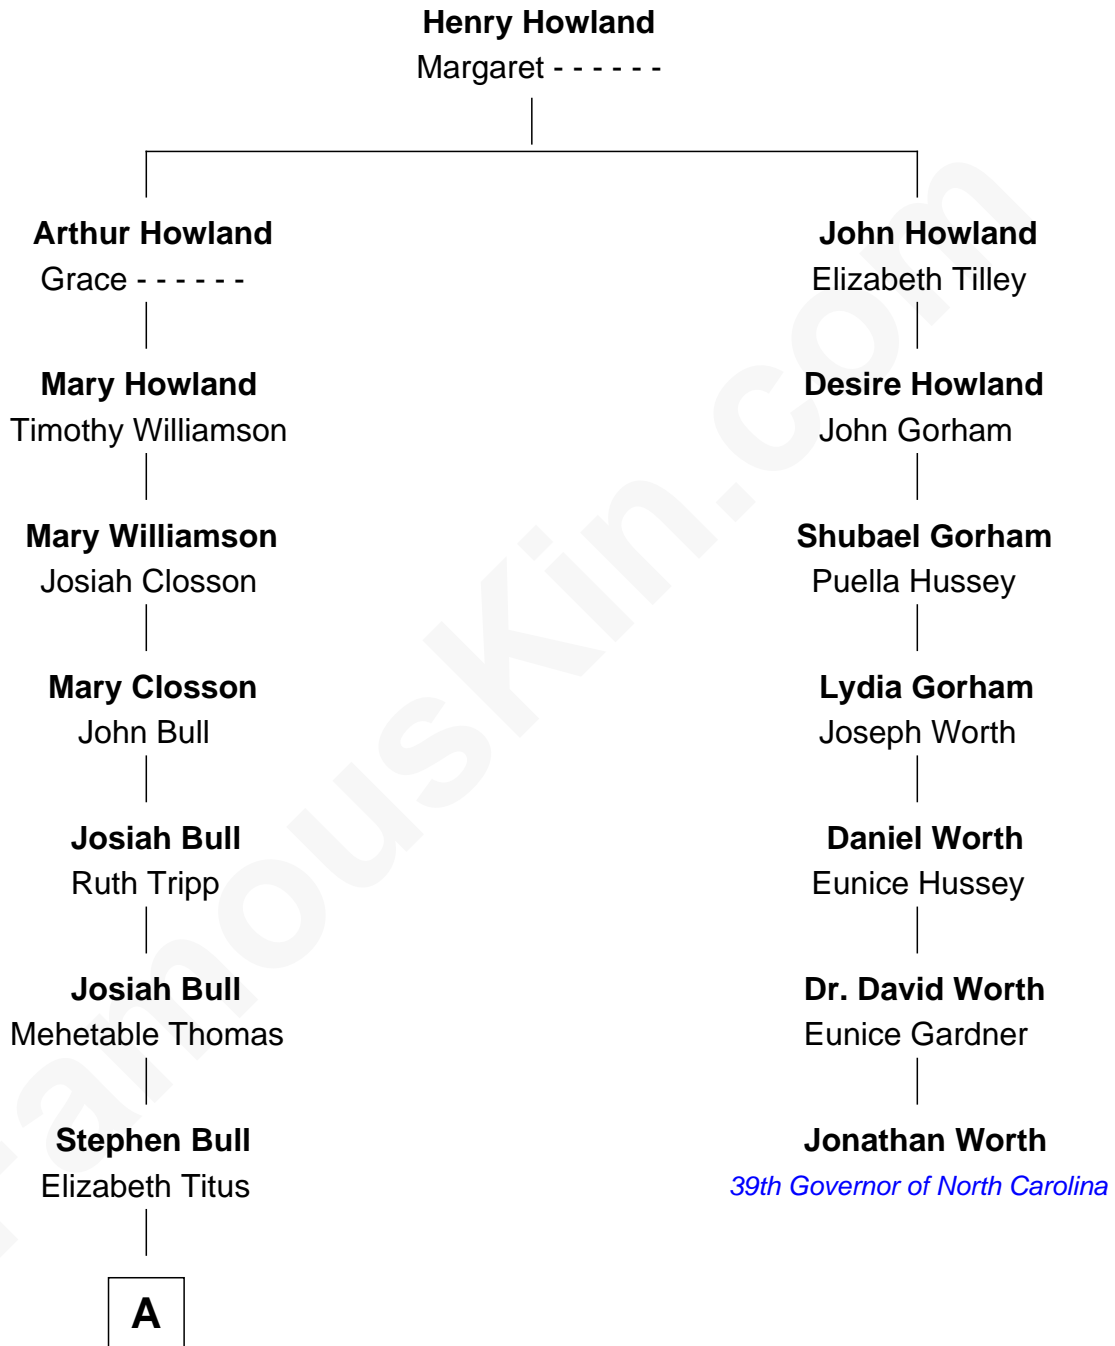 Henry Howland
Margaret - - - - - -
Arthur Howland
Grace - - - - - -
John Howland
Elizabeth Tilley
Mary Howland
Timothy Williamson
Desire Howland
John Gorham
Mary Williamson
Josiah Closson
Shubael Gorham
Puella Hussey
Mary Closson
John Bull
Lydia Gorham
Joseph Worth
Josiah Bull
Ruth Tripp
Daniel Worth
Eunice Hussey
Josiah Bull
Mehetable Thomas
Dr. David Worth
Eunice Gardner
Stephen Bull
Elizabeth Titus
Jonathan Worth
39th Governor of North Carolina
A
FamousKin.com